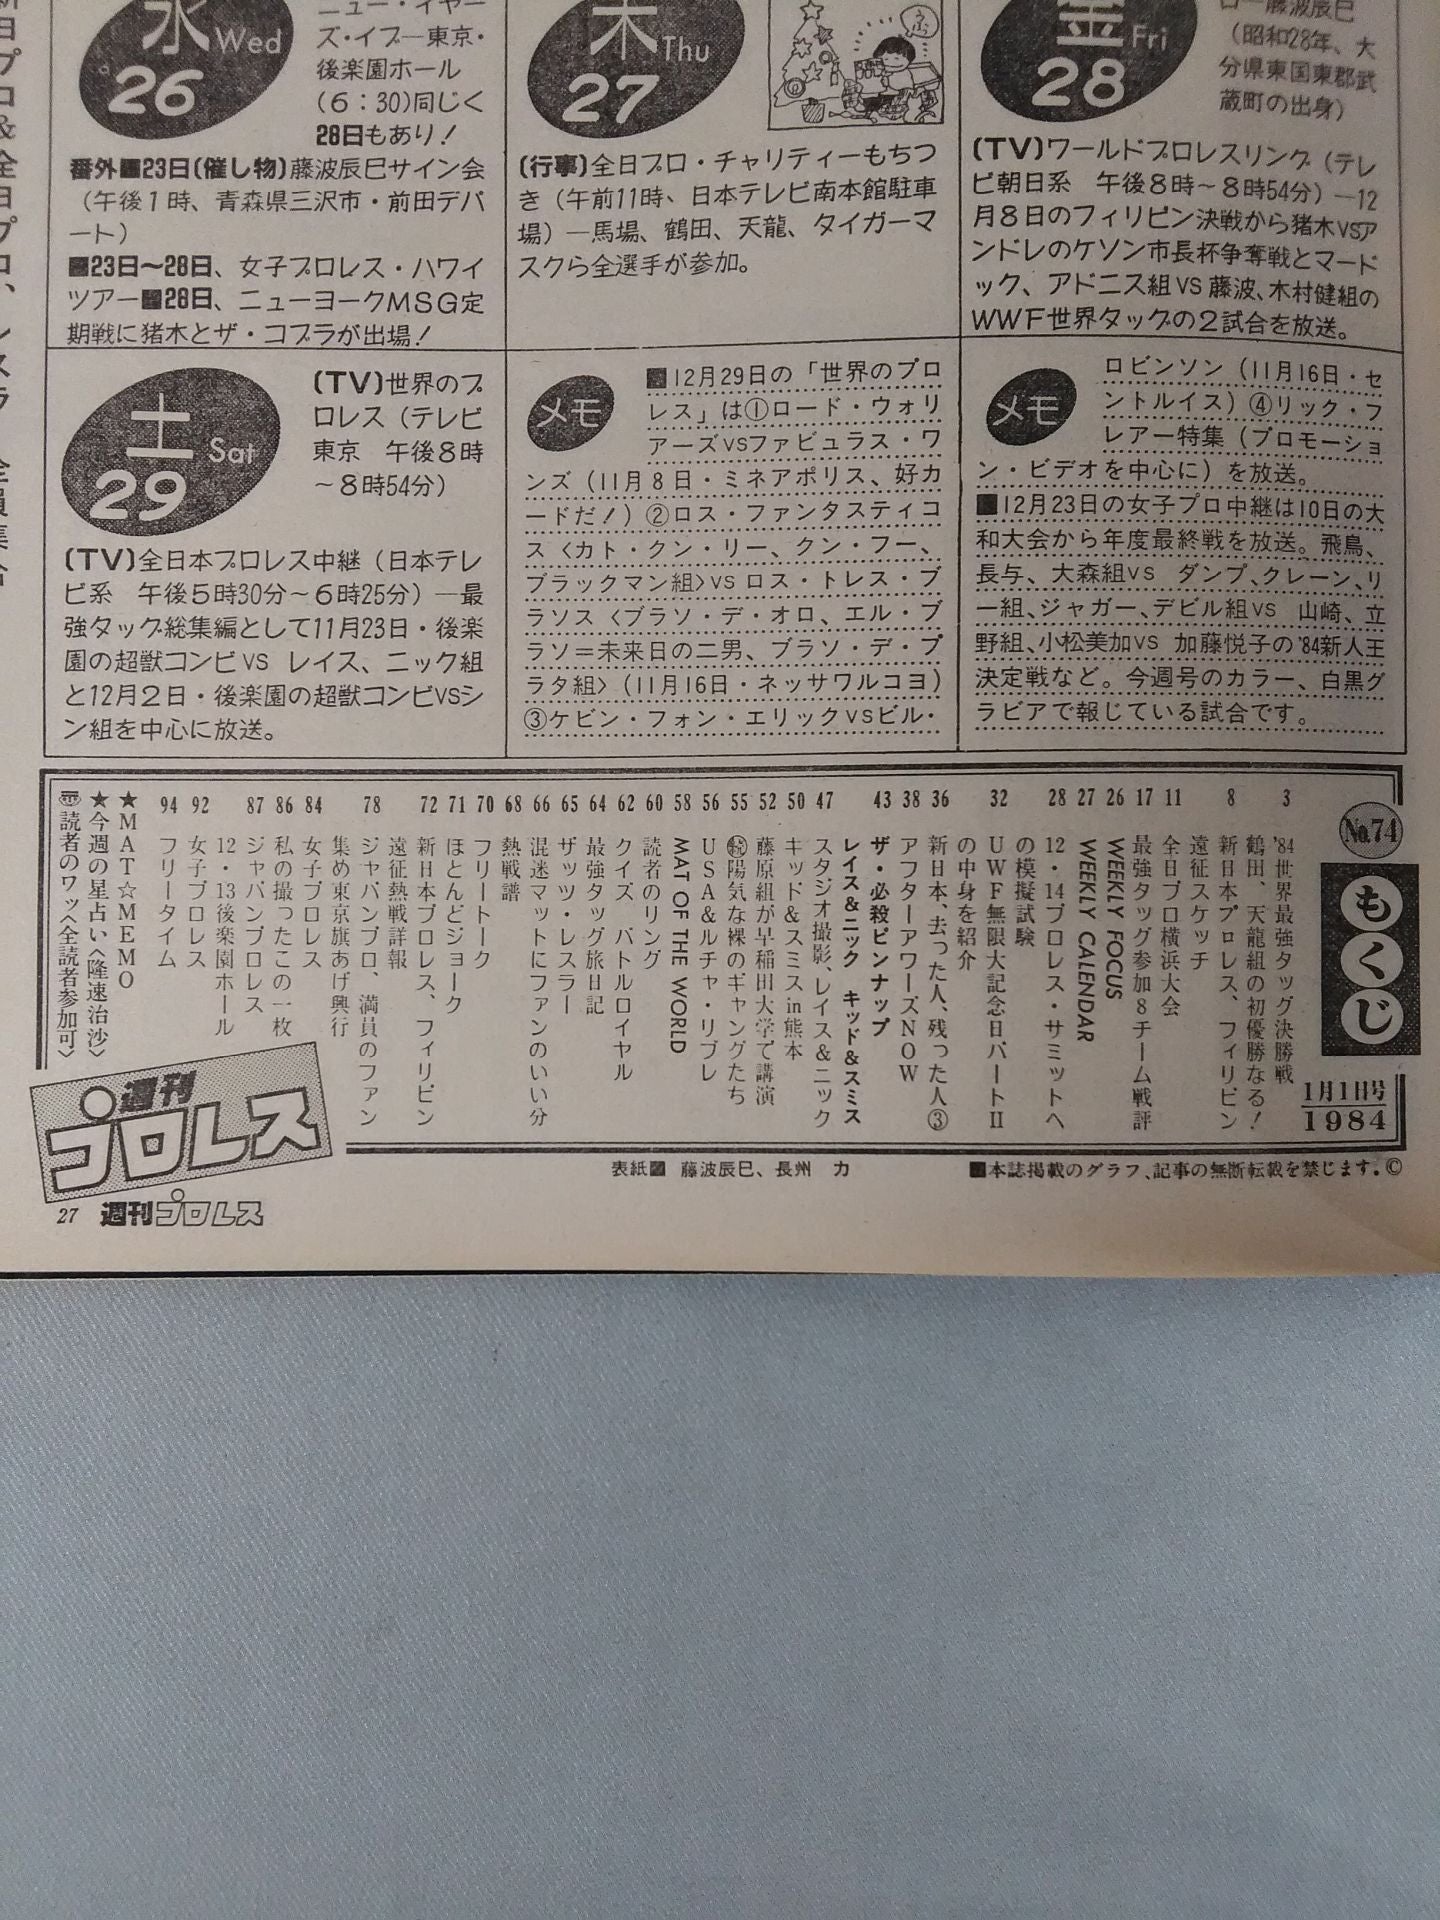 水 Wed
26
ニュー・イヤー
ズ・イブ―東京・
後楽園ホール
(6:30)同じく
28日もあり！
番外■23日(催し物)藤波辰巳サイン会
(午後1時、青森県三沢市・前田デパ
ート)
■23日～28日、女子プロレス・ハワイ
ツアー■28日、ニューヨークMSG定
期戦に猪木とザ・コブラが出場！
木 Thu
27
(行事)全日プロ・チャリティーもちつ
き(午前11時、日本テレビ南本館駐車
場)―馬場、鶴田、天龍、タイガーマ
スクら全選手が参加。
金 Fri
28
ロ―藤波辰巳
(昭和28年、大
分県東国東郡武
蔵町の出身)
(TV)ワールドプロレスリング(テレ
ビ朝日系 午後8時～8時54分)―12
月8日のフィリピン決戦から猪木VSア
ンドレのケソン市長杯争奪戦とマード
ック、アドニス組VS藤波、木村健組の
WWF世界タッグの2試合を放送。
土 Sat
29
(TV)世界のプ
ロレス(テレビ
東京 午後8時
～8時54分)
(TV)全日本プロレス中継(日本テレ
ビ系 午後5時30分～6時25分)―最
強タッグ総集編として11月23日・後楽
園の超獣コンビVS レイス、ニック組
と12月2日・後楽園の超獣コンビVSシ
ン組を中心に放送。
メモ
■12月29日の「世界のプロ
レス」は①ロード・ウォリ
アーズVSファビュラス・ワ
ンズ(11月8日・ミネアポリス、好カ
ードだ！)②ロス・ファンタスティコ
ス〈カト・クン・リー、クン・フー、
ブラックマン組〉VS ロス・トレス・ブ
ラソス〈ブラソ・デ・オロ、エル・ブ
ラソ＝未来日の二男、ブラソ・デ・プ
ラタ組〉(11月16日・ネッサワルコヨ)
③ケビン・フォン・エリックVSビル・
メモ
ロビンソン(11月16日・セ
ントルイス)④リック・フ
レアー特集(プロモーショ
ン・ビデオを中心に)を放送。
■12月23日の女子プロ中継は10日の大
和大会から年度最終戦を放送。飛鳥、
長与、大森組VS ダンプ、クレーン、リ
一組、ジャガー、デビル組VS 山崎、立
野組、小松美加VS 加藤悦子の'84新人王
決定戦など。今週号のカラー、白黒グ
ラビアで報じている試合です。
No.74
もくじ
1月1日号
1984
3 '84世界最強タッグ決勝戦
鶴田、天龍組の初優勝なる！
8 新日本プロレス、フィリピン
遠征スケッチ
11 全日プロ横浜大会
17 最強タッグ参加8チーム戦評
26 WEEKLY FOCUS
27 WEEKLY CALENDAR
28 12・14プロレス・サミットへ
の模擬試験
32 UWF無限大記念日パートII
の中身を紹介
36 新日本、去った人、残った人③
38 アフターアワーズNOW
43 ザ・必殺ピンナップ
レイス&ニック キッド&スミス
47 スタジオ撮影、レイス&ニック
50 キッド&スミスin熊本
52 藤原組が早稲田大学で講演
55 ㊙陽気な裸のギャングたち
56 USA&ルチャ・リブレ
58 MAT OF THE WORLD
60 読者のリング
62 クイズ バトルロイヤル
64 最強タッグ旅日記
65 ザッツ・レスラー
66 混迷マットにファンのいい分
68 熱戦譜
70 フリートーク
71 ほとんどジョーク
72 新日本プロレス、フィリピン
遠征熱戦詳報
78 ジャパンプロ、満員のファン
集め東京旗あげ興行
84 女子プロレス
86 私の撮ったこの一枚
87 ジャパンプロレス
12・13後楽園ホール
92 女子プロレス
94 フリータイム
★MAT☆MEMO
★今週の星占い〈隆速治沙〉
読者のワッ〈全読者参加可〉
週刊
プロレス
表紙■ 藤波辰巳、長州 力
■本誌掲載のグラフ、記事の無断転載を禁じます。©
27 週刊プロレス